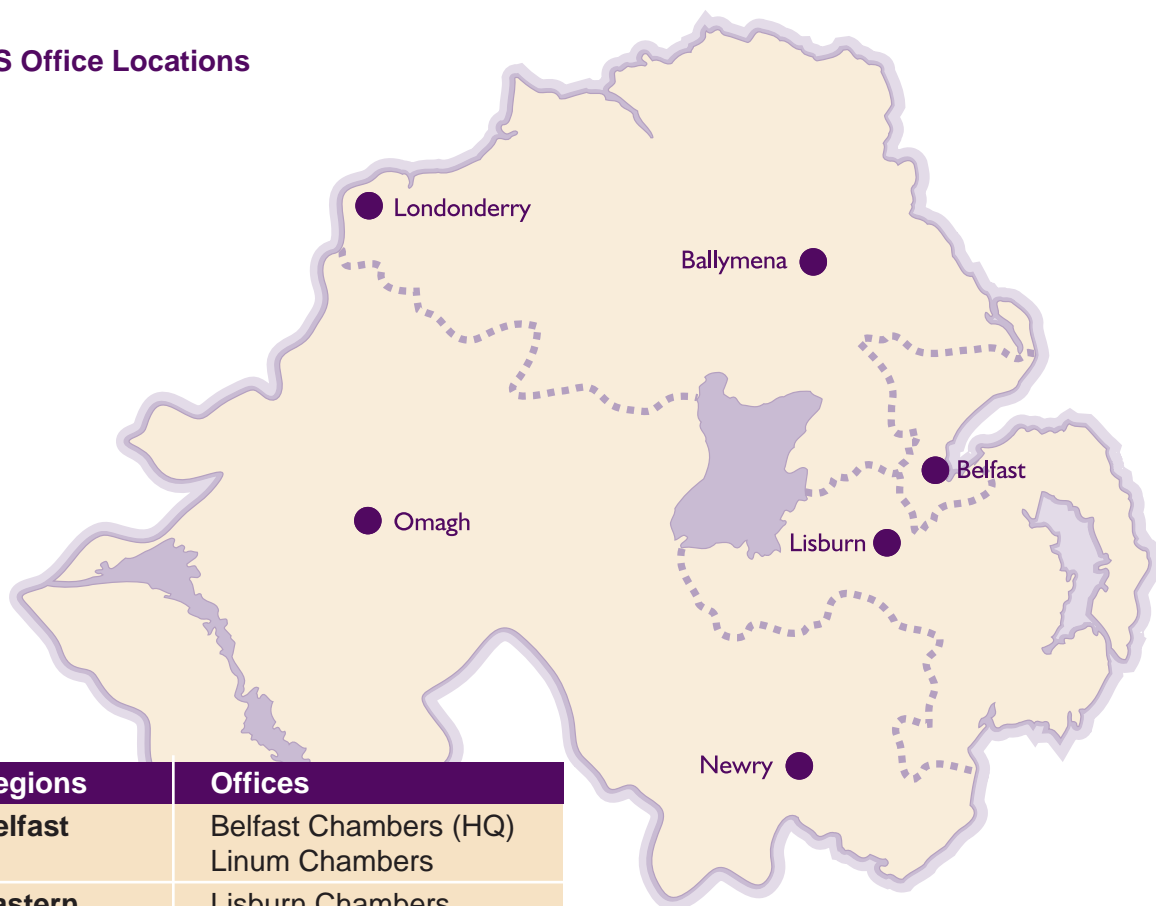 S Office Locations
Londonderry
Ballymena
Belfast
Omagh
Lisburn
Newry
egions Offices
elfast Belfast Chambers (HQ)
Linum Chambers
astern Lisburn Chambers